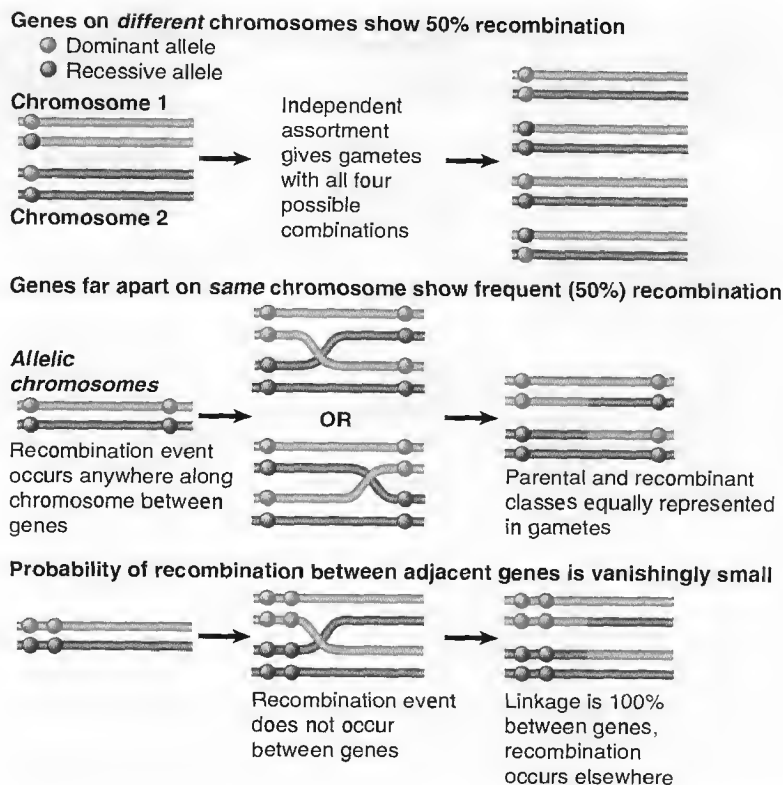 Genes on different chromosomes show 50% recombination
Dominant allele
Recessive allele
Chromosome 1
Chromosome 2
Independent
assortment
gives gametes
with all four
possible
combinations
Genes far apart on same chromosome show frequent (50%) recombination
Allelic
chromosomes
Recombination event
occurs anywhere along
chromosome between
genes
OR
Parental and recombinant
classes equally represented
in gametes
Probability of recombination between adjacent genes is vanishingly small
Recombination event
does not occur
between genes
Linkage is 100%
between genes,
recombination
occurs elsewhere